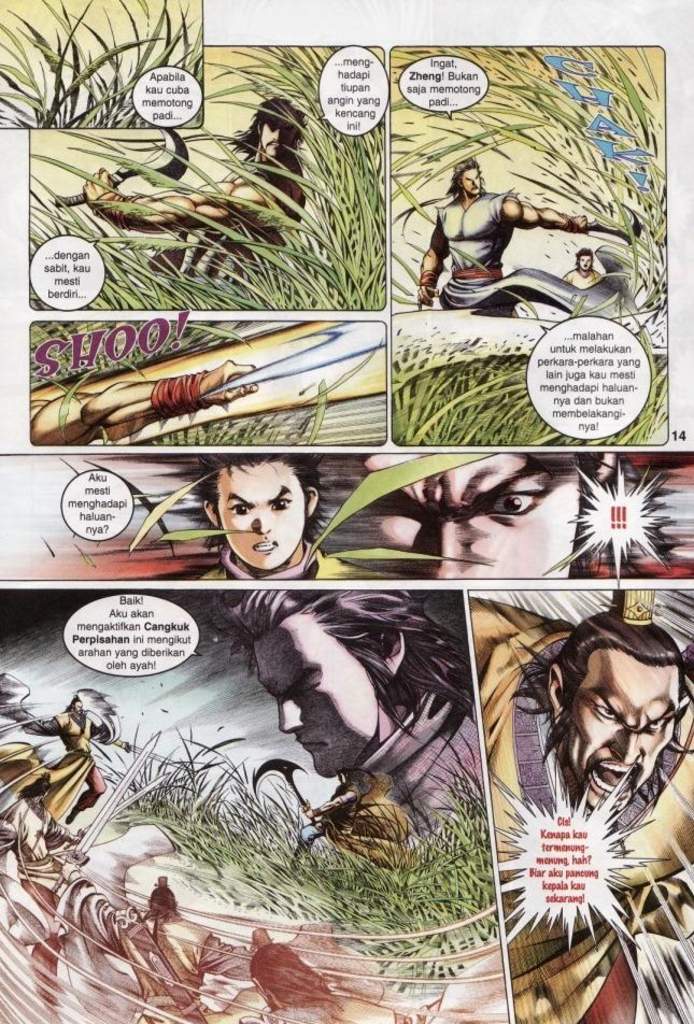 Apabila
kau cuba
memotong
padi...
...meng-
hadapi
tiupan
angin yang
kencang
ini!
...dengan
sabit, kau
mesti
berdiri...
Ingat,
Zheng! Bukan
saja memotong
padi...
CHAK!
...malahan
untuk melakukan
perkara-perkara yang
lain juga kau mesti
menghadapi haluan-
nya dan bukan
membelakangi-
nya!
SHOO!
14
Aku
mesti
menghadapi
haluan-
nya?
!!!
Baik!
Aku akan
mengaktifkan Cangkuk
Perpisahan ini mengikut
arahan yang diberikan
oleh ayah!
Cis!
Kenapa kau
termenung-
menung, hah?
Biar aku pancung
kepala kau
sekarang!